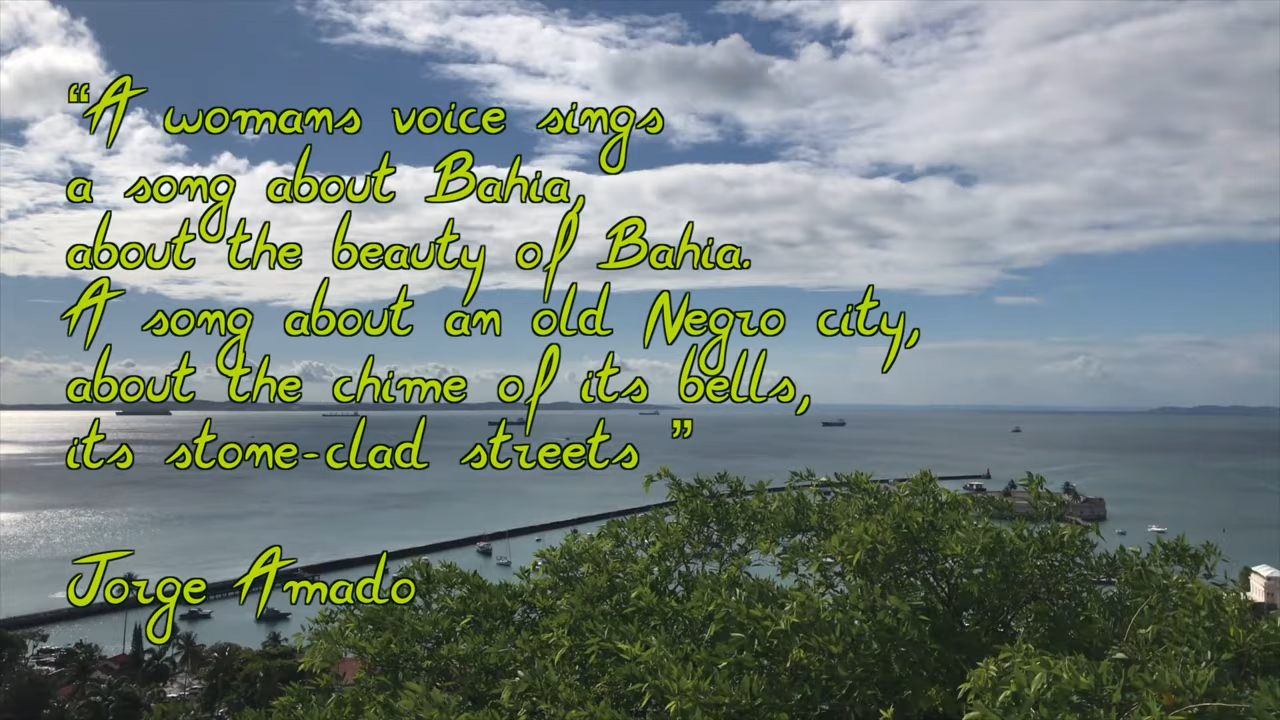 “A womans voice sings
a song about Bahia,
about the beauty of Bahia.
A song about an old Negro city,
about the chime of its bells,
its stone-clad streets ”
Jorge Amado